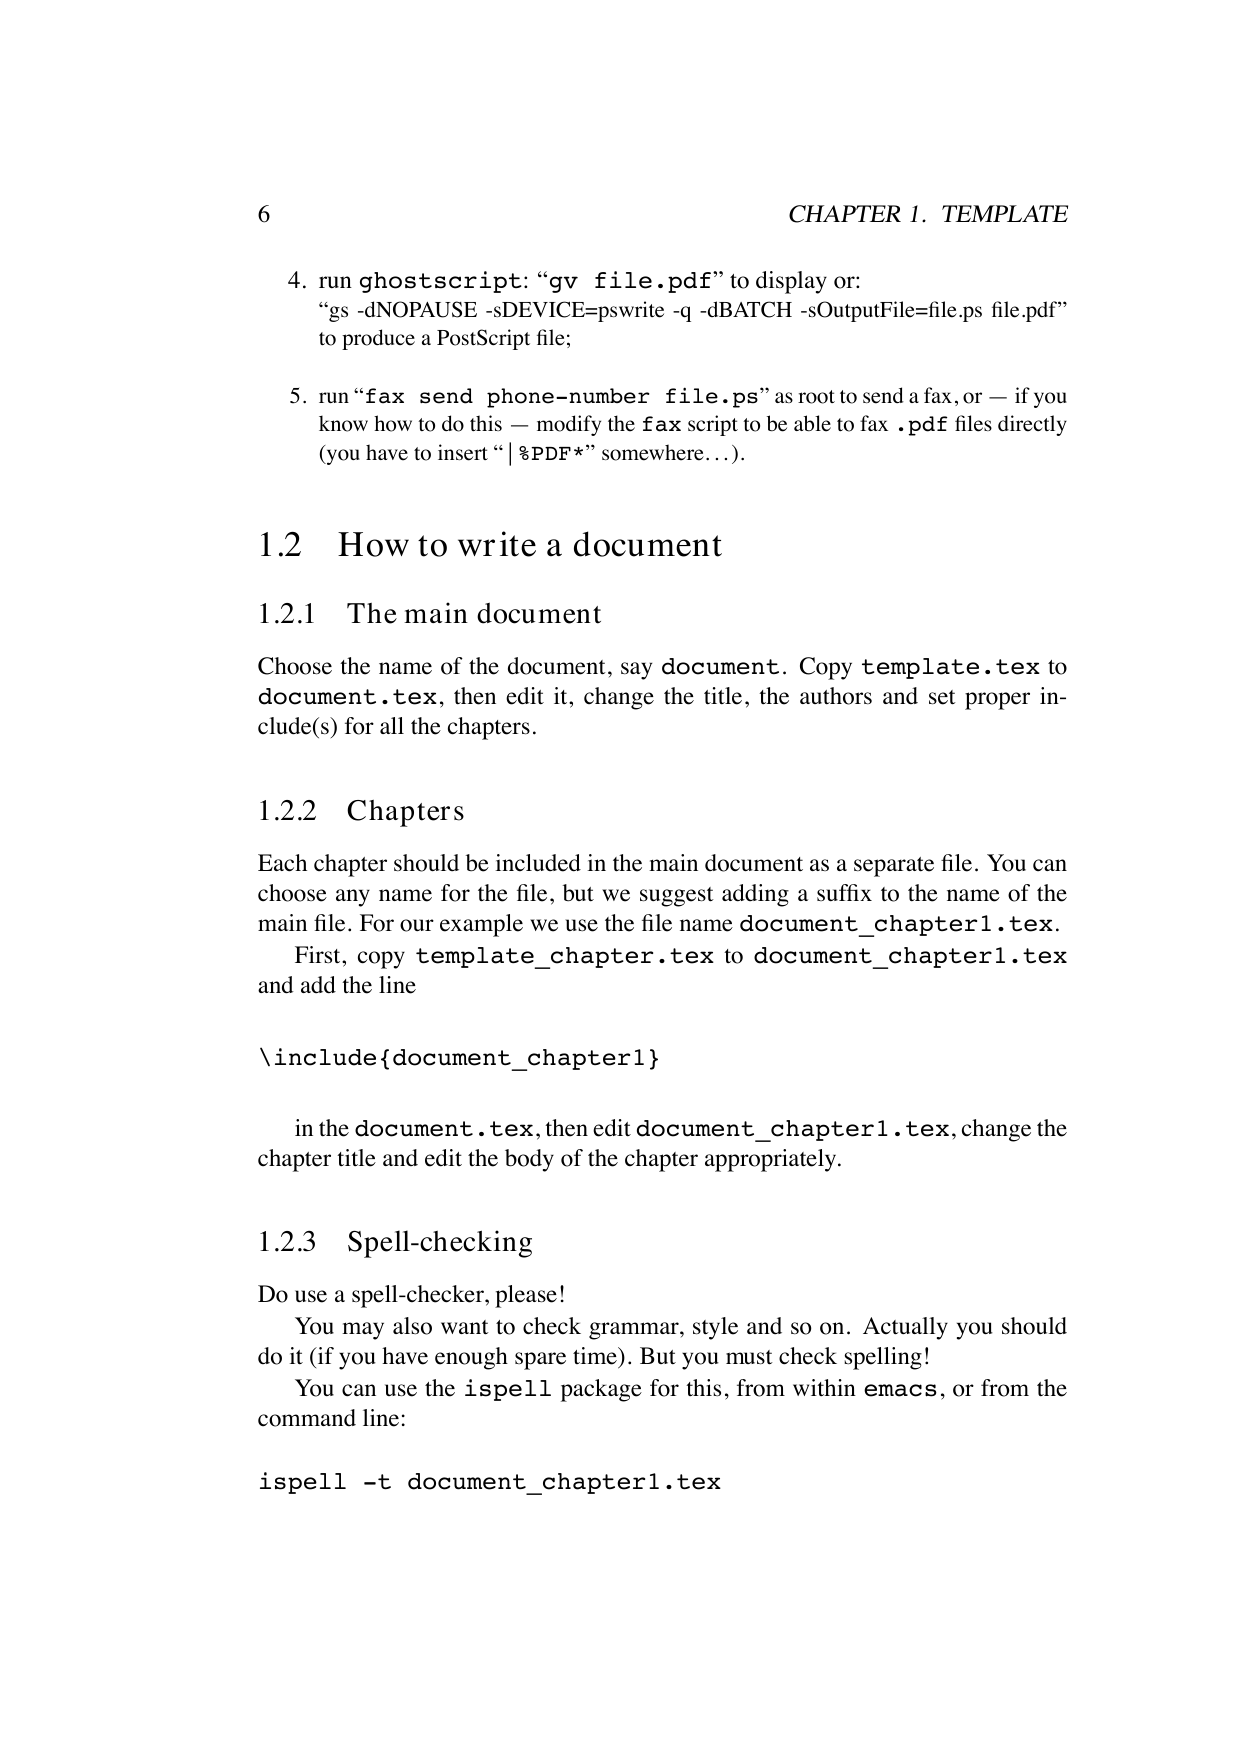 6 CHAPTER 1. TEMPLATE
4. run ghostscript: “gv file.pdf” to display or:
“gs -dNOPAUSE -sDEVICE=pswrite -q -dBATCH -sOutputFile=file.ps file.pdf”
to produce a PostScript file;
5. run “fax send phone-number file.ps” as root to send a fax, or — if you
know how to do this — modify the fax script to be able to fax .pdf files directly
(you have to insert “|%PDF*” somewhere. . . ).
1.2 How to write a document
1.2.1 The main document
Choose the name of the document, say document. Copy template.tex to
document.tex, then edit it, change the title, the authors and set proper in-
clude(s) for all the chapters.
1.2.2 Chapters
Each chapter should be included in the main document as a separate file. You can
choose any name for the file, but we suggest adding a suffix to the name of the
main file. For our example we use the file name document_chapter1.tex.
First, copy template_chapter.tex to document_chapter1.tex
and add the line
\include{document_chapter1}
in the document.tex, then edit document_chapter1.tex, change the
chapter title and edit the body of the chapter appropriately.
1.2.3 Spell-checking
Do use a spell-checker, please!
You may also want to check grammar, style and so on. Actually you should
do it (if you have enough spare time). But you must check spelling!
You can use the ispell package for this, from within emacs, or from the
command line:
ispell -t document_chapter1.tex